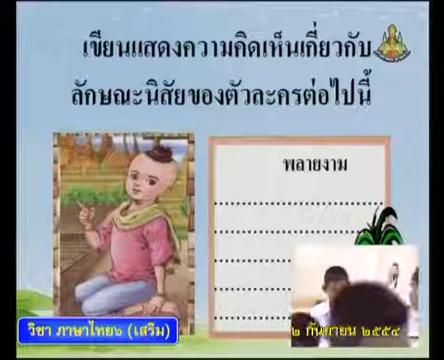 เขียนแสดงความคิดเห็นเกี่ยวกับ
ลักษณะนิสัยของตัวละครต่อไปนี้
พลายงาม
วิชา ภาษาไทย๖ (เสริม)
๒ กันยายน ๒๕๕๔